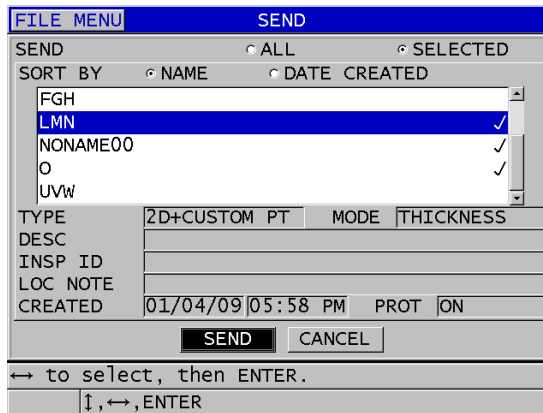 FILE MENU SEND
SEND ALL SELECTED
SORT BY NAME DATE CREATED
FGH
LMN ✓
NONAME00 ✓
O ✓
UVW
TYPE 2D+CUSTOM PT MODE THICKNESS
DESC
INSP ID
LOC NOTE
CREATED 01/04/09 05:58 PM PROT ON
SEND CANCEL
↔ to select, then ENTER.
↕,↔,ENTER